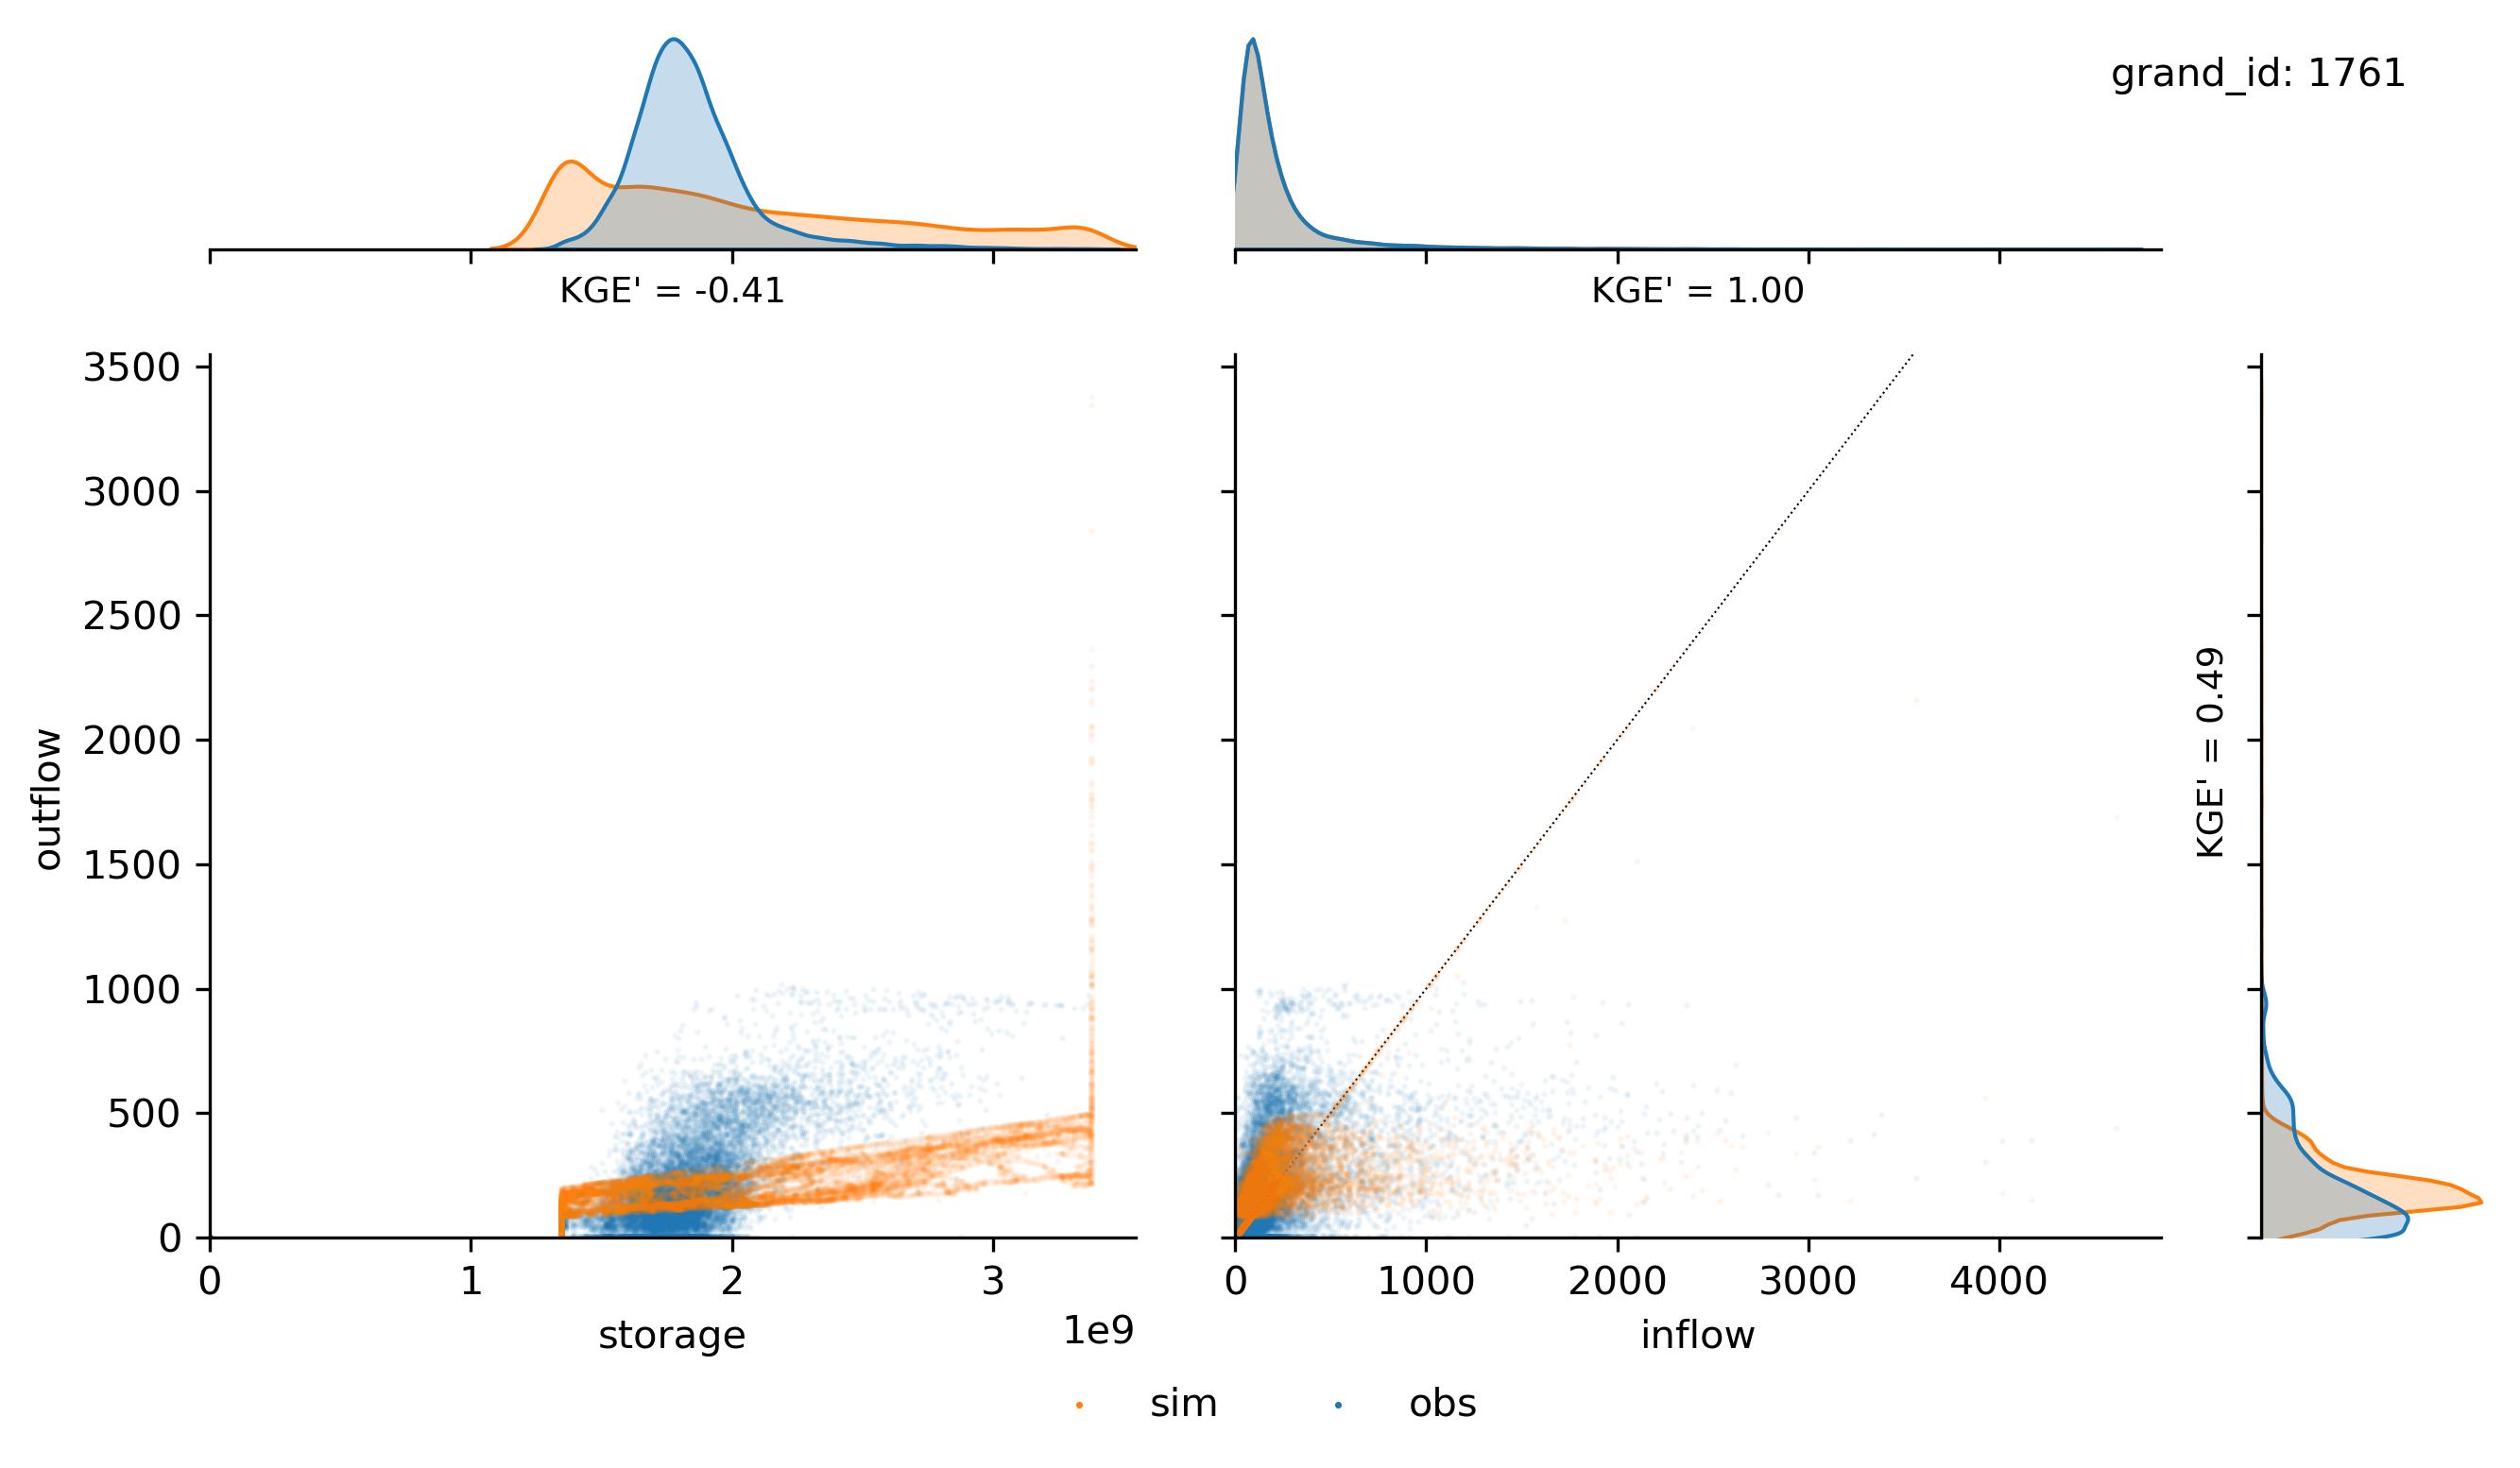 grand_id: 1761
KGE' = -0.41
KGE' = 1.00
3500
3000
2500
2000
1500
1000
500
0
outflow
KGE' = 0.49
0 1 2 3
1e9
storage
0 1000 2000 3000 4000
inflow
sim obs